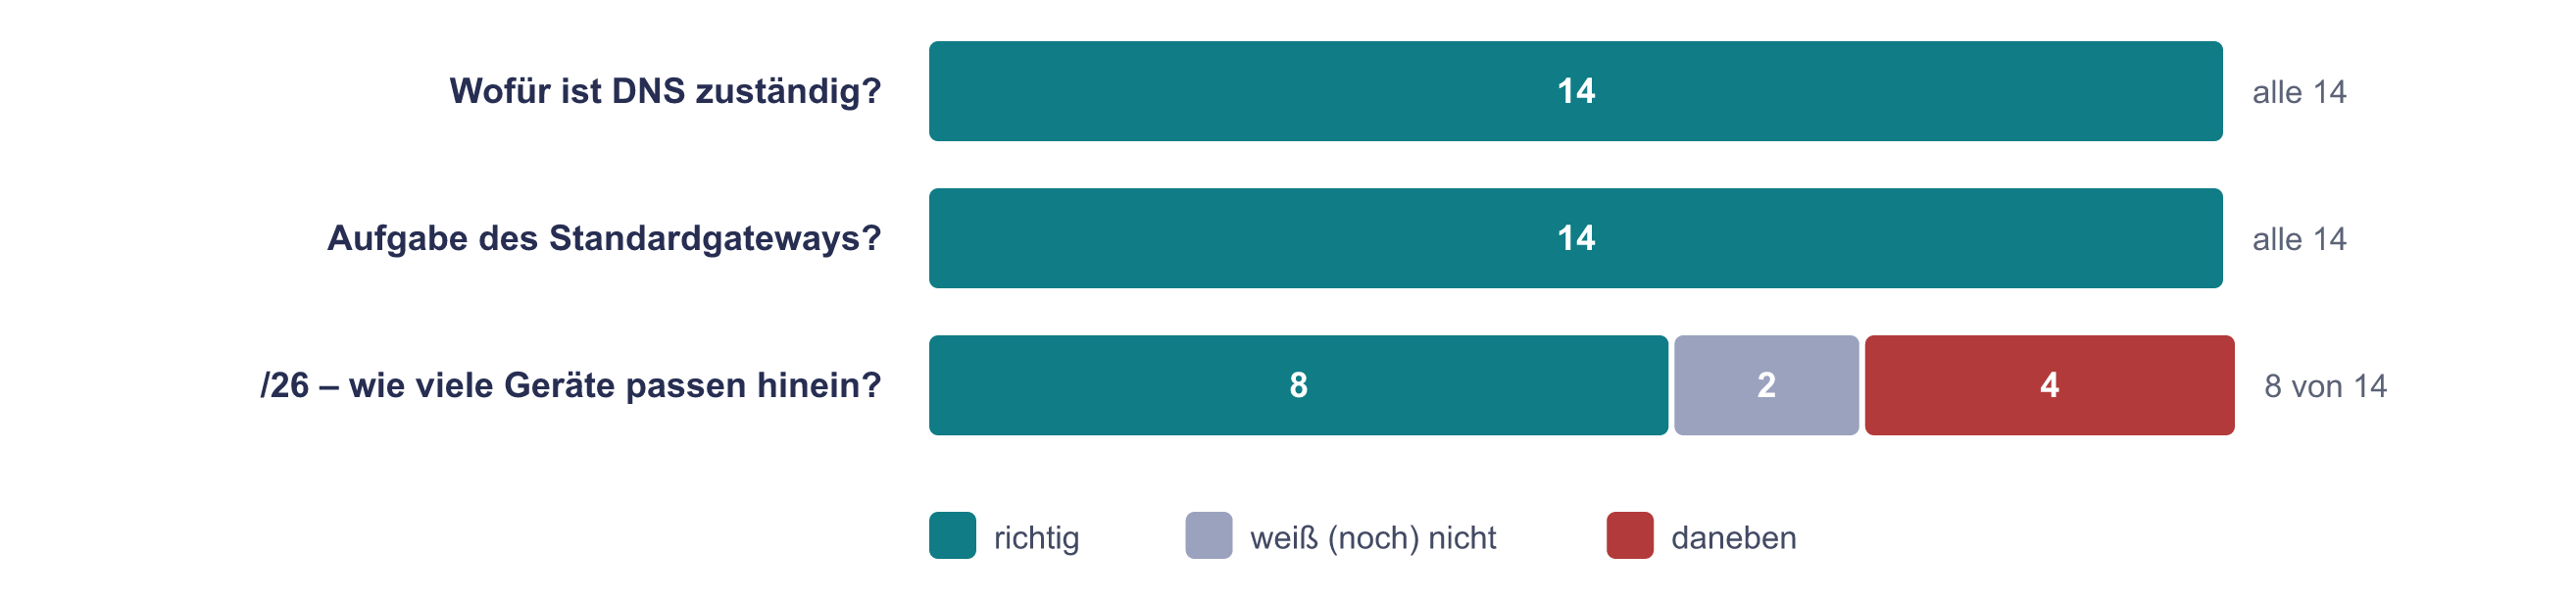 Wofür ist DNS zuständig? 14 alle 14
Aufgabe des Standardgateways? 14 alle 14
/26 – wie viele Geräte passen hinein? 8 2 4 8 von 14
richtig weiß (noch) nicht daneben